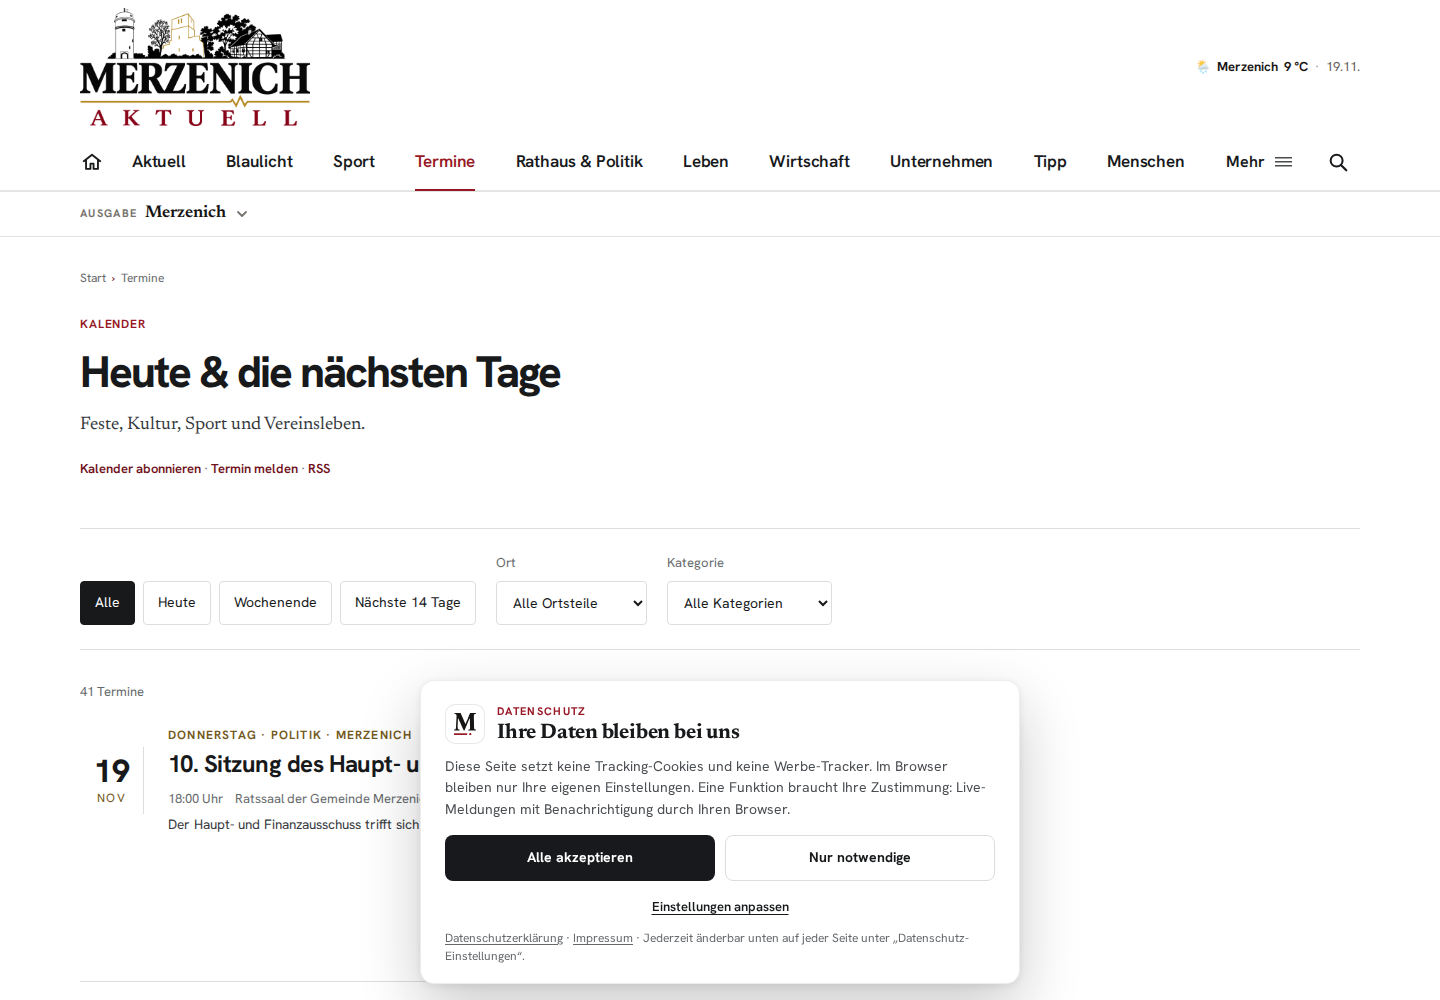 MERZENICH
AKTUELL
Merzenich 9 °C · 19.11.
Aktuell Blaulicht Sport Termine Rathaus & Politik Leben Wirtschaft Unternehmen Tipp Menschen Mehr
AUSGABE Merzenich
Start › Termine
KALENDER
Heute & die nächsten Tage
Feste, Kultur, Sport und Vereinsleben.
Kalender abonnieren · Termin melden · RSS
Ort Kategorie
Alle Heute Wochenende Nächste 14 Tage Alle Ortsteile Alle Kategorien
41 Termine
DONNERSTAG · POLITIK · MERZENICH
19
NOV
10. Sitzung des Haupt-
18:00 Uhr Ratssaal der Gemeinde
Der Haupt- und Finanzausschuss trifft sich
M
DATENSCHUTZ
Ihre Daten bleiben bei uns
Diese Seite setzt keine Tracking-Cookies und keine Werbe-Tracker. Im Browser
bleiben nur Ihre eigenen Einstellungen. Eine Funktion braucht Ihre Zustimmung: Live-
Meldungen mit Benachrichtigung durch Ihren Browser.
Alle akzeptieren Nur notwendige
Einstellungen anpassen
Datenschutzerklärung · Impressum · Jederzeit änderbar unten auf jeder Seite unter „Datenschutz-
Einstellungen“.